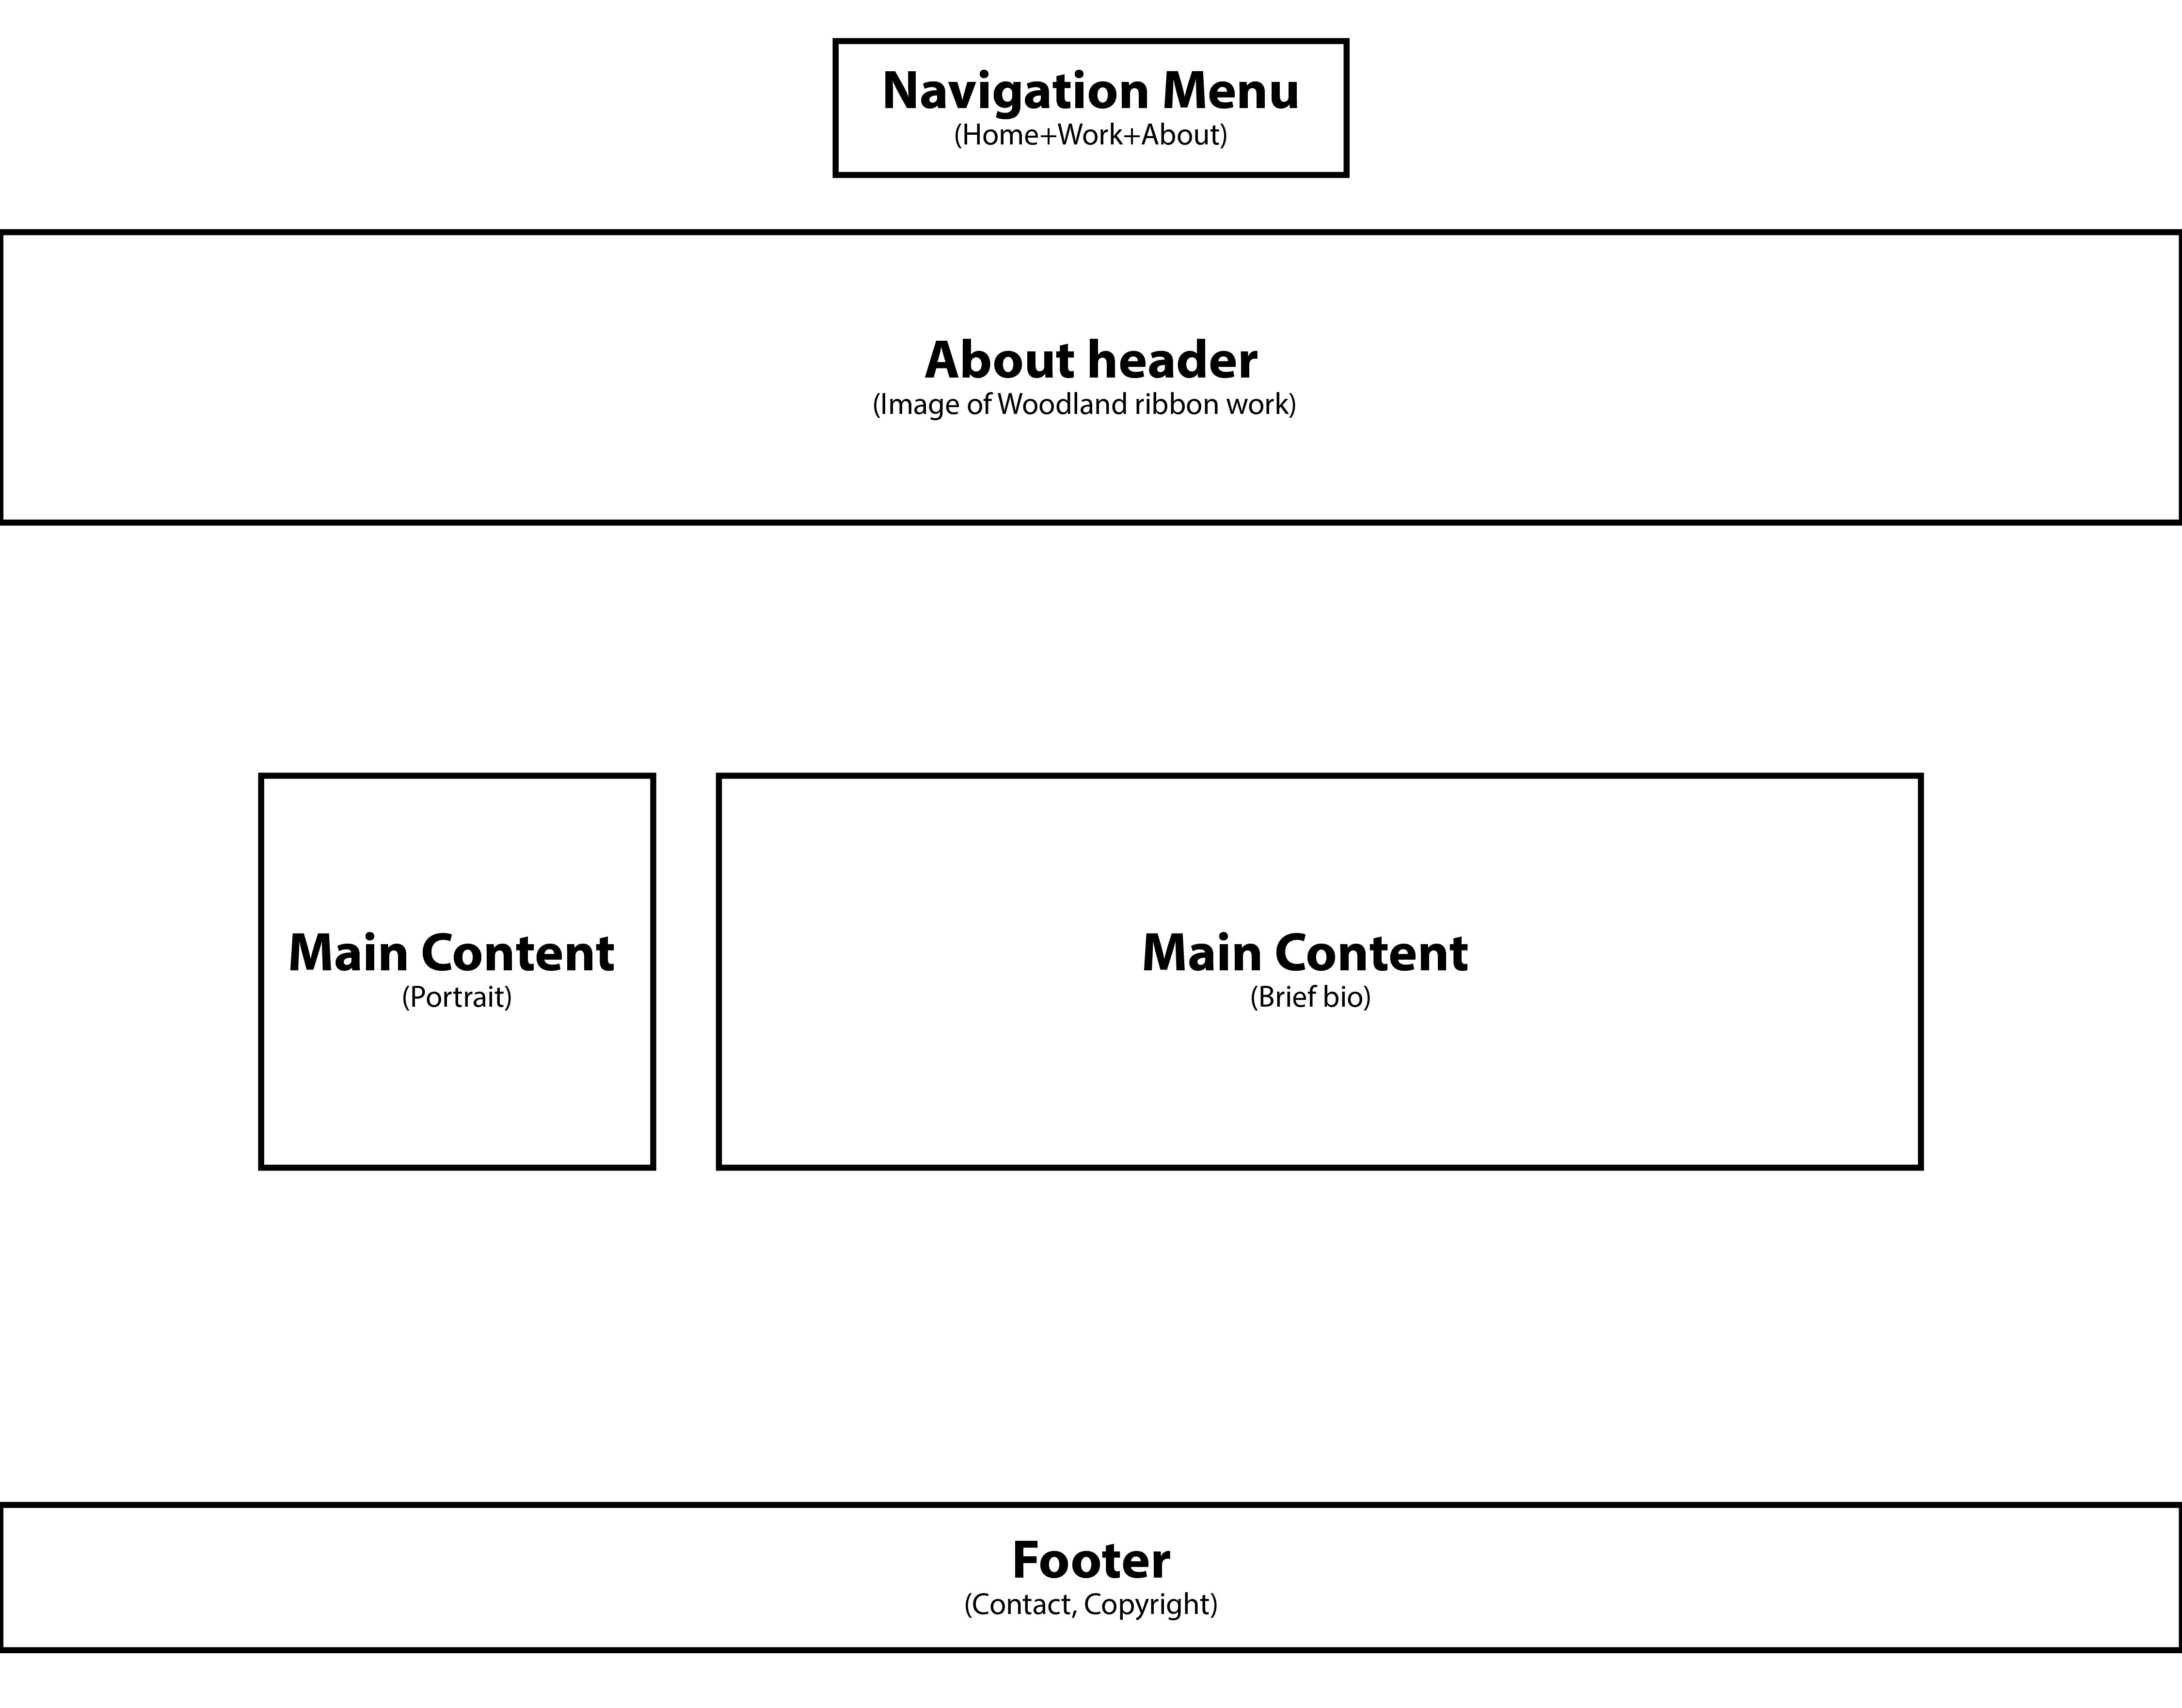 Navigation Menu
(Home+Work+About)
About header
(Image of Woodland ribbon work)
Main Content
(Portrait)
Main Content
(Brief bio)
Footer
(Contact, Copyright)